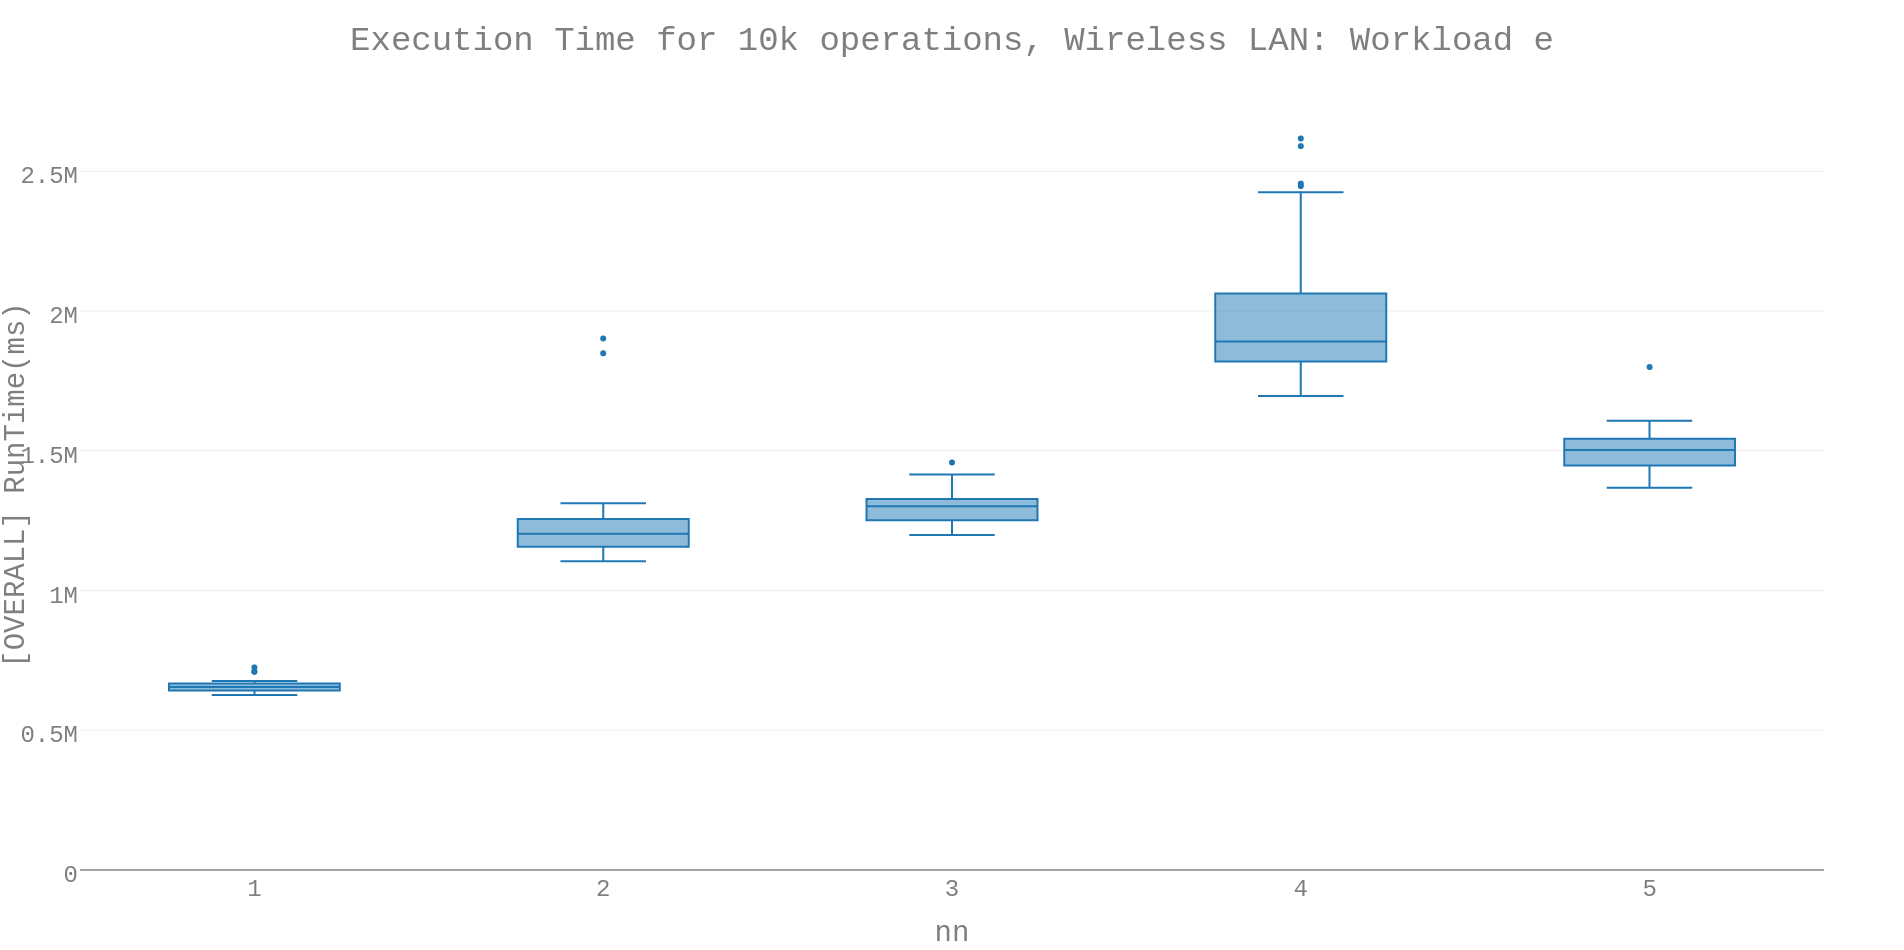 Execution Time for 10k operations, Wireless LAN: Workload e
[OVERALL] RunTime(ms)
2.5M
2M
1.5M
1M
0.5M
0
1 2 3 4 5
nn